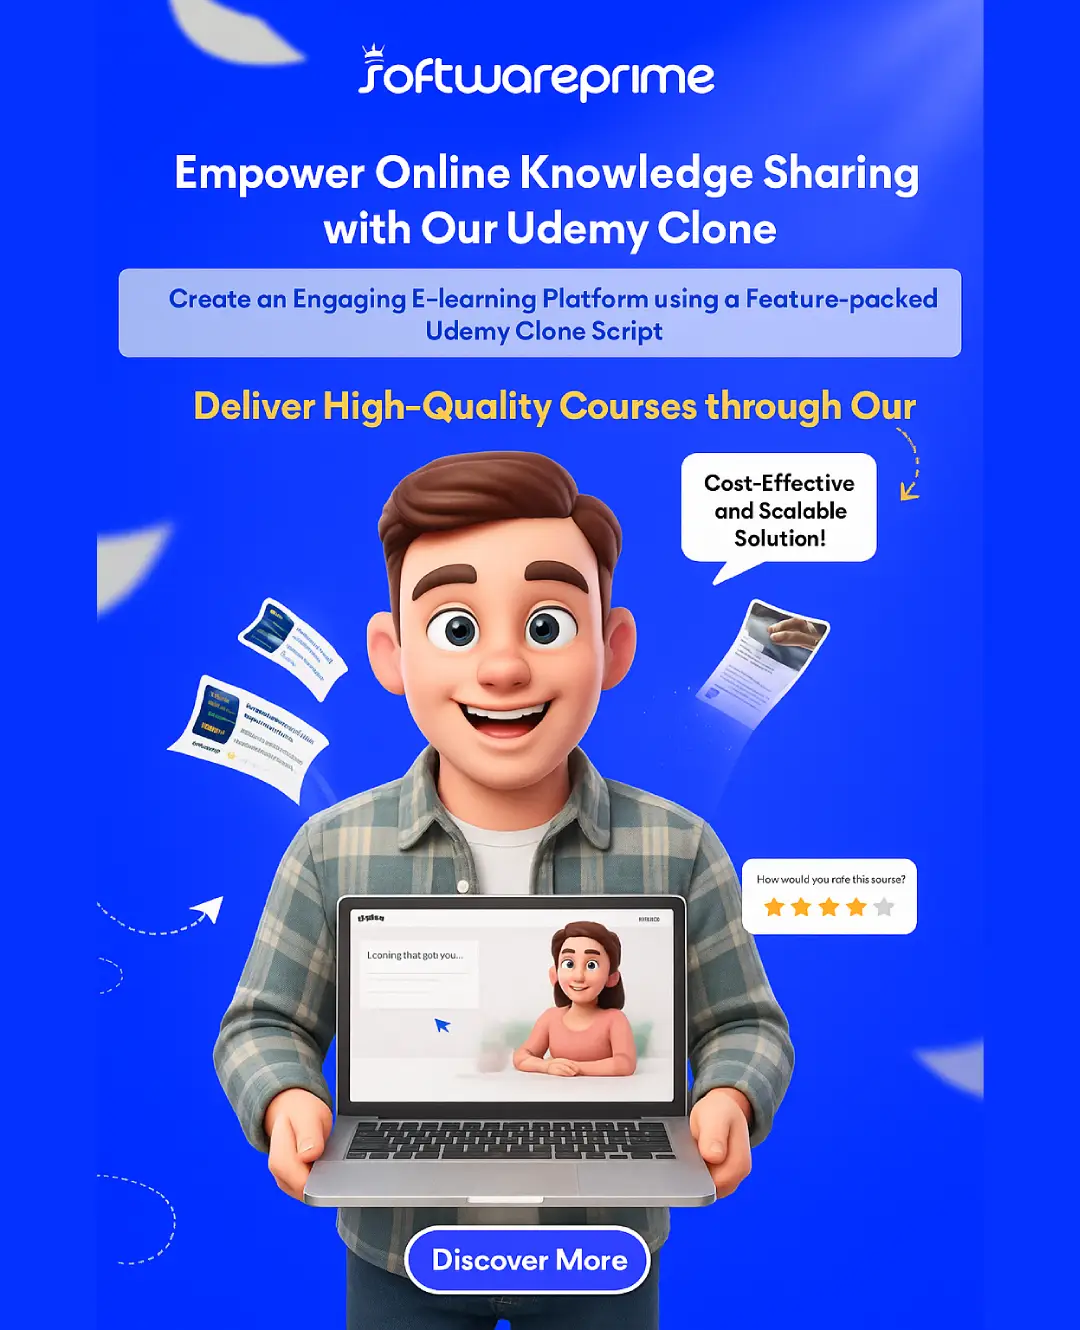 softwareprime
Empower Online Knowledge Sharing
with Our Udemy Clone
Create an Engaging E-learning Platform using a Feature-packed
Udemy Clone Script
Deliver High-Quality Courses through Our
Cost-Effective
and Scalable
Solution!
How would you rate this sourse?
Lconing that gob you...
Discover More